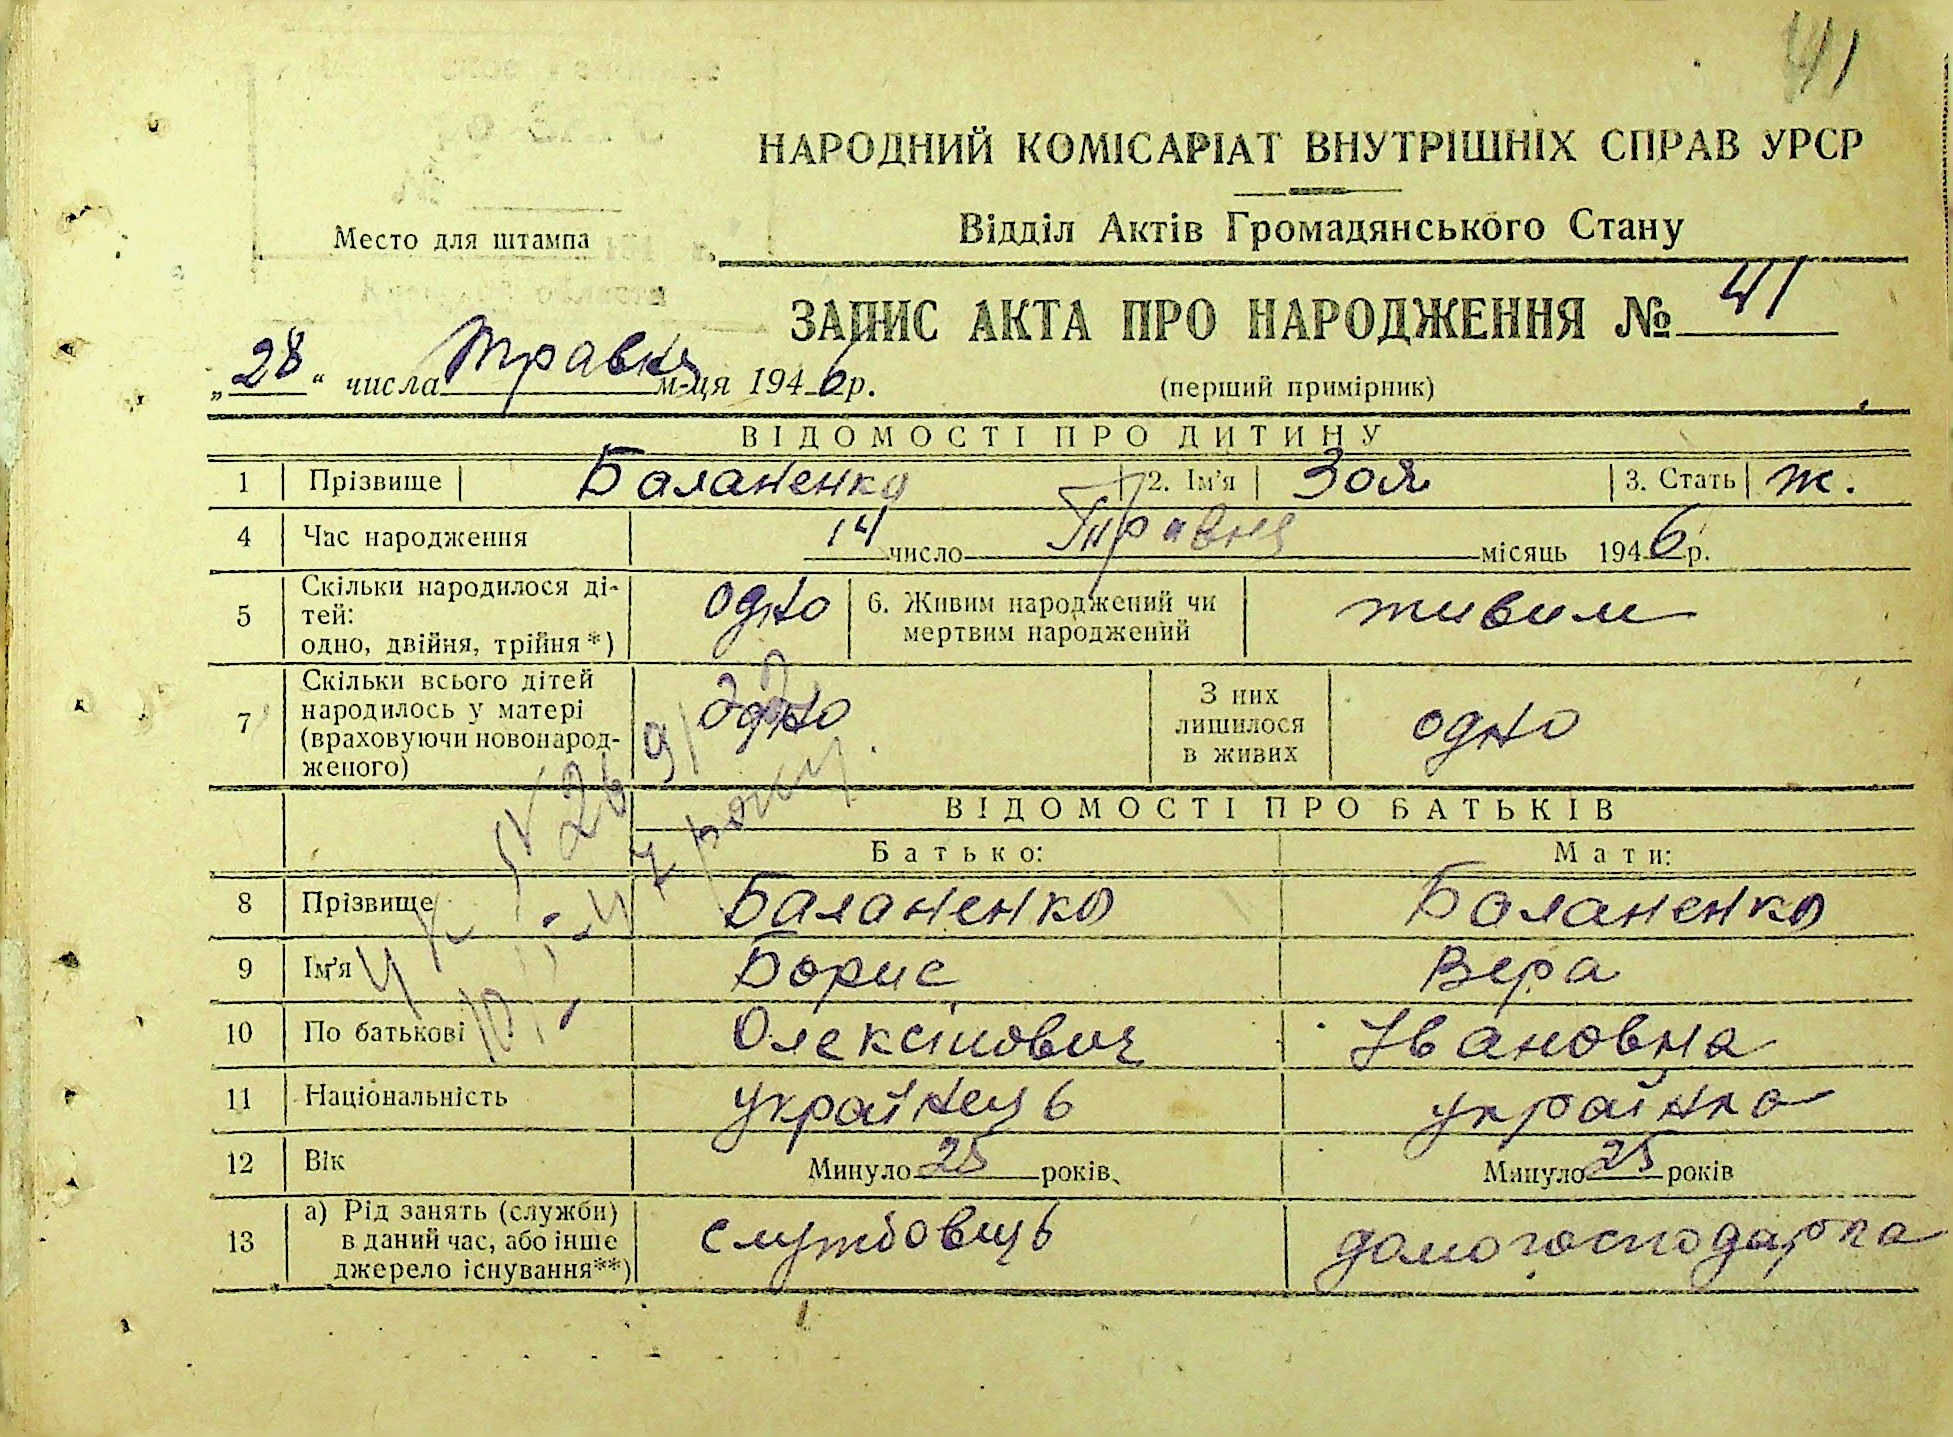 41
НАРОДНИЙ КОМІСАРІАТ ВНУТРІШНІХ СПРАВ УРСР
Место для штампа
Відділ Актів Громадянського Стану
ЗАПИС АКТА ПРО НАРОДЖЕННЯ № 41
„28“ числа Травня м-ця 1946 р. (перший примірник)
ВІДОМОСТІ ПРО ДИТИНУ
1 Прізвище Баланенко 2. Ім'я Зоя 3. Стать ж.
4 Час народження 14 число Травня місяць 1946 р.
5 Скільки народилося ді-
тей:
одно, двійня, трійня *) одно 6. Живим народжений чи
мертвим народжений живим
7 Скільки всього дітей
народилось у матері
(враховуючи новонарод-
женого) одно З них
лишилося
в живих одно
ВІДОМОСТІ ПРО БАТЬКІВ
Батько: Мати:
8 Прізвище Баланенко Баланенко
9 Ім'я Борис Вера
10 По батькові Олексійович Івановна
11 Національність українець українка
12 Вік Минуло 25 років. Минуло 25 років
13 а) Рід занять (служби)
в даний час, або інше
джерело існування**) службовець домогосподарка